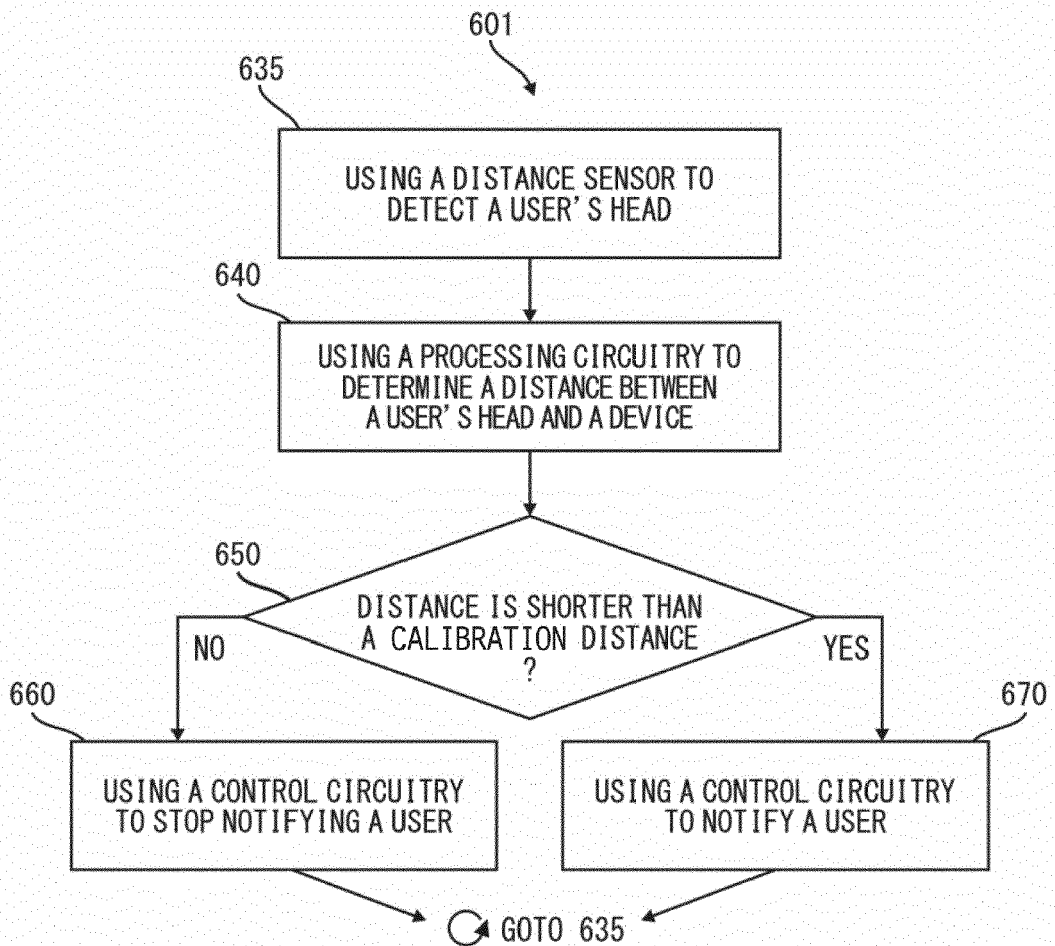 601
635
USING A DISTANCE SENSOR TO
DETECT A USER'S HEAD
640
USING A PROCESSING CIRCUITRY TO
DETERMINE A DISTANCE BETWEEN
A USER'S HEAD AND A DEVICE
650
DISTANCE IS SHORTER THAN
A CALIBRATION DISTANCE
?
NO
YES
660
USING A CONTROL CIRCUITRY
TO STOP NOTIFYING A USER
670
USING A CONTROL CIRCUITRY
TO NOTIFY A USER
GOTO 635